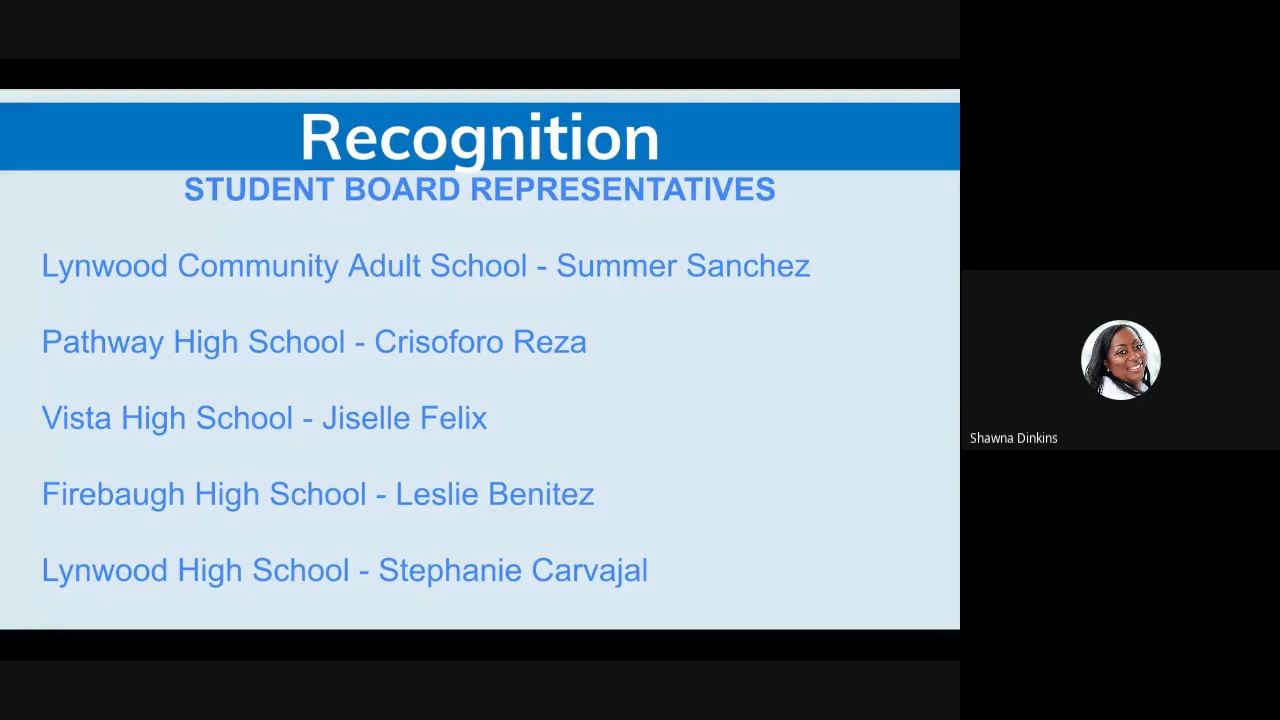 Recognition
STUDENT BOARD REPRESENTATIVES
Lynwood Community Adult School - Summer Sanchez
Pathway High School - Crisoforo Reza
Vista High School - Jiselle Felix
Firebaugh High School - Leslie Benitez
Lynwood High School - Stephanie Carvajal
Shawna Dinkins